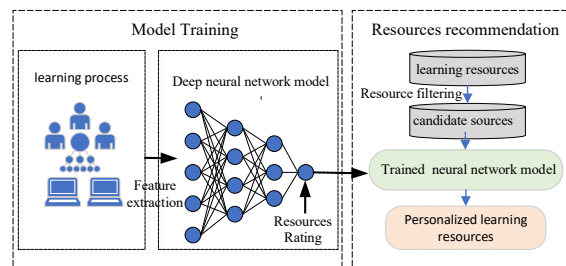 Model Training
learning process
Deep neural network model
Feature
extraction
Resources
Rating
Resources recommendation
learning resources
Resource filtering
candidate sources
Trained neural network model
Personalized learning
resources